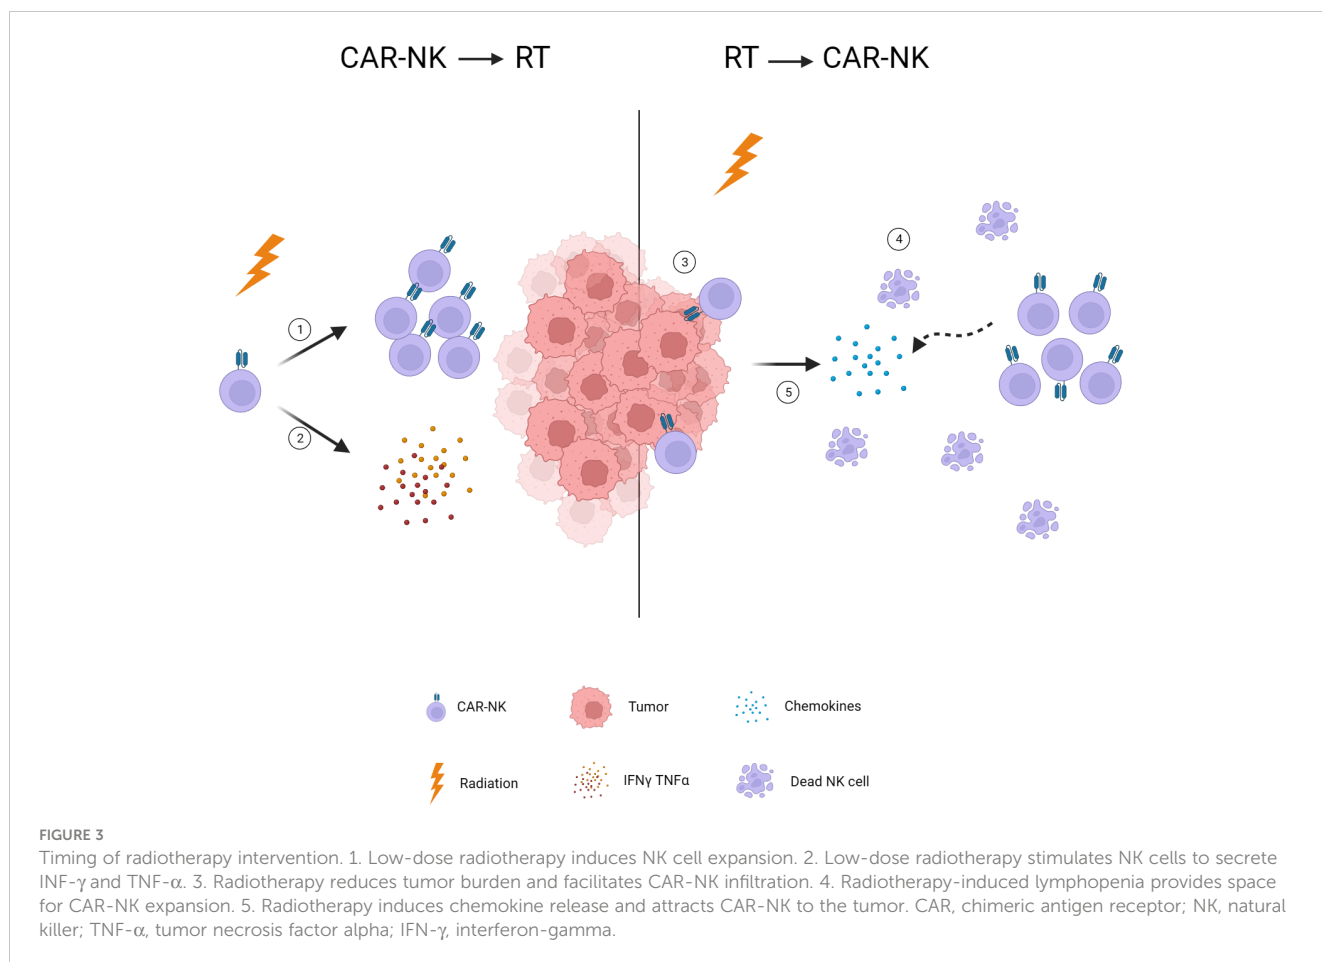 CAR-NK → RT
RT → CAR-NK
1
2
3
4
5
CAR-NK
Tumor
Chemokines
Radiation
IFNγ TNFα
Dead NK cell
FIGURE 3
Timing of radiotherapy intervention. 1. Low-dose radiotherapy induces NK cell expansion. 2. Low-dose radiotherapy stimulates NK cells to secrete
INF-γ and TNF-α. 3. Radiotherapy reduces tumor burden and facilitates CAR-NK infiltration. 4. Radiotherapy-induced lymphopenia provides space
for CAR-NK expansion. 5. Radiotherapy induces chemokine release and attracts CAR-NK to the tumor. CAR, chimeric antigen receptor; NK, natural
killer; TNF-α, tumor necrosis factor alpha; IFN-γ, interferon-gamma.